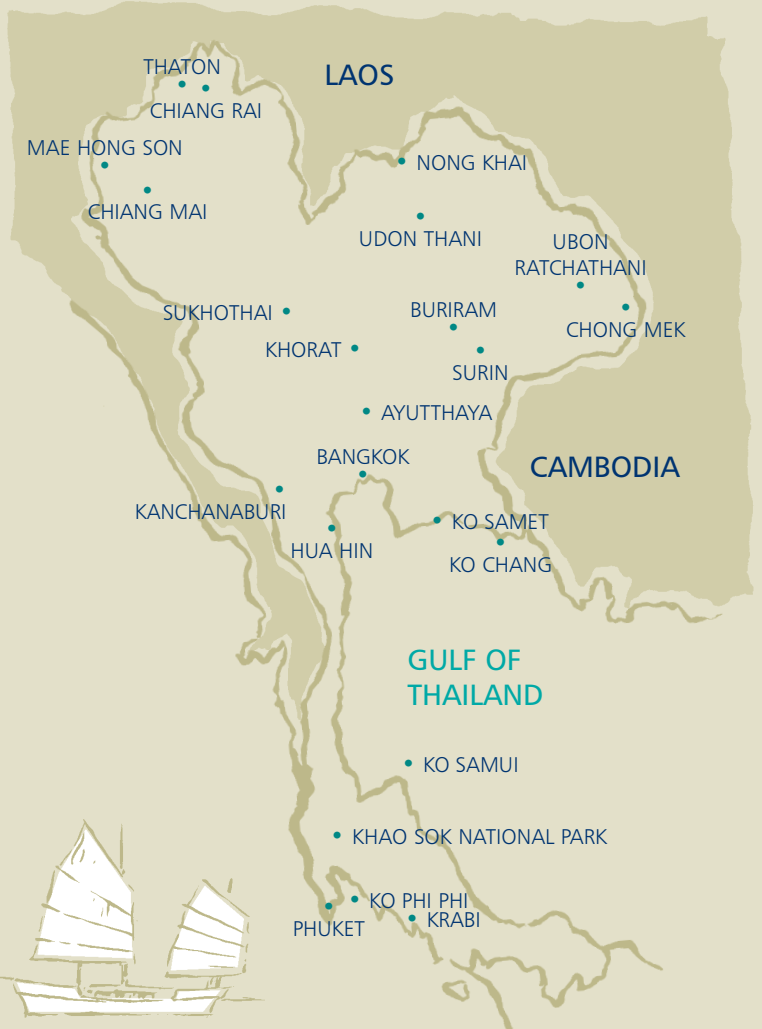 THATON
LAOS
CHIANG RAI
MAE HONG SON
NONG KHAI
CHIANG MAI
UDON THANI
UBON
RATCHATHANI
SUKHOTHAI
BURIRAM
CHONG MEK
KHORAT
SURIN
AYUTTHAYA
BANGKOK
CAMBODIA
KANCHANABURI
KO SAMET
HUA HIN
KO CHANG
GULF OF
THAILAND
KO SAMUI
KHAO SOK NATIONAL PARK
KO PHI PHI
KRABI
PHUKET